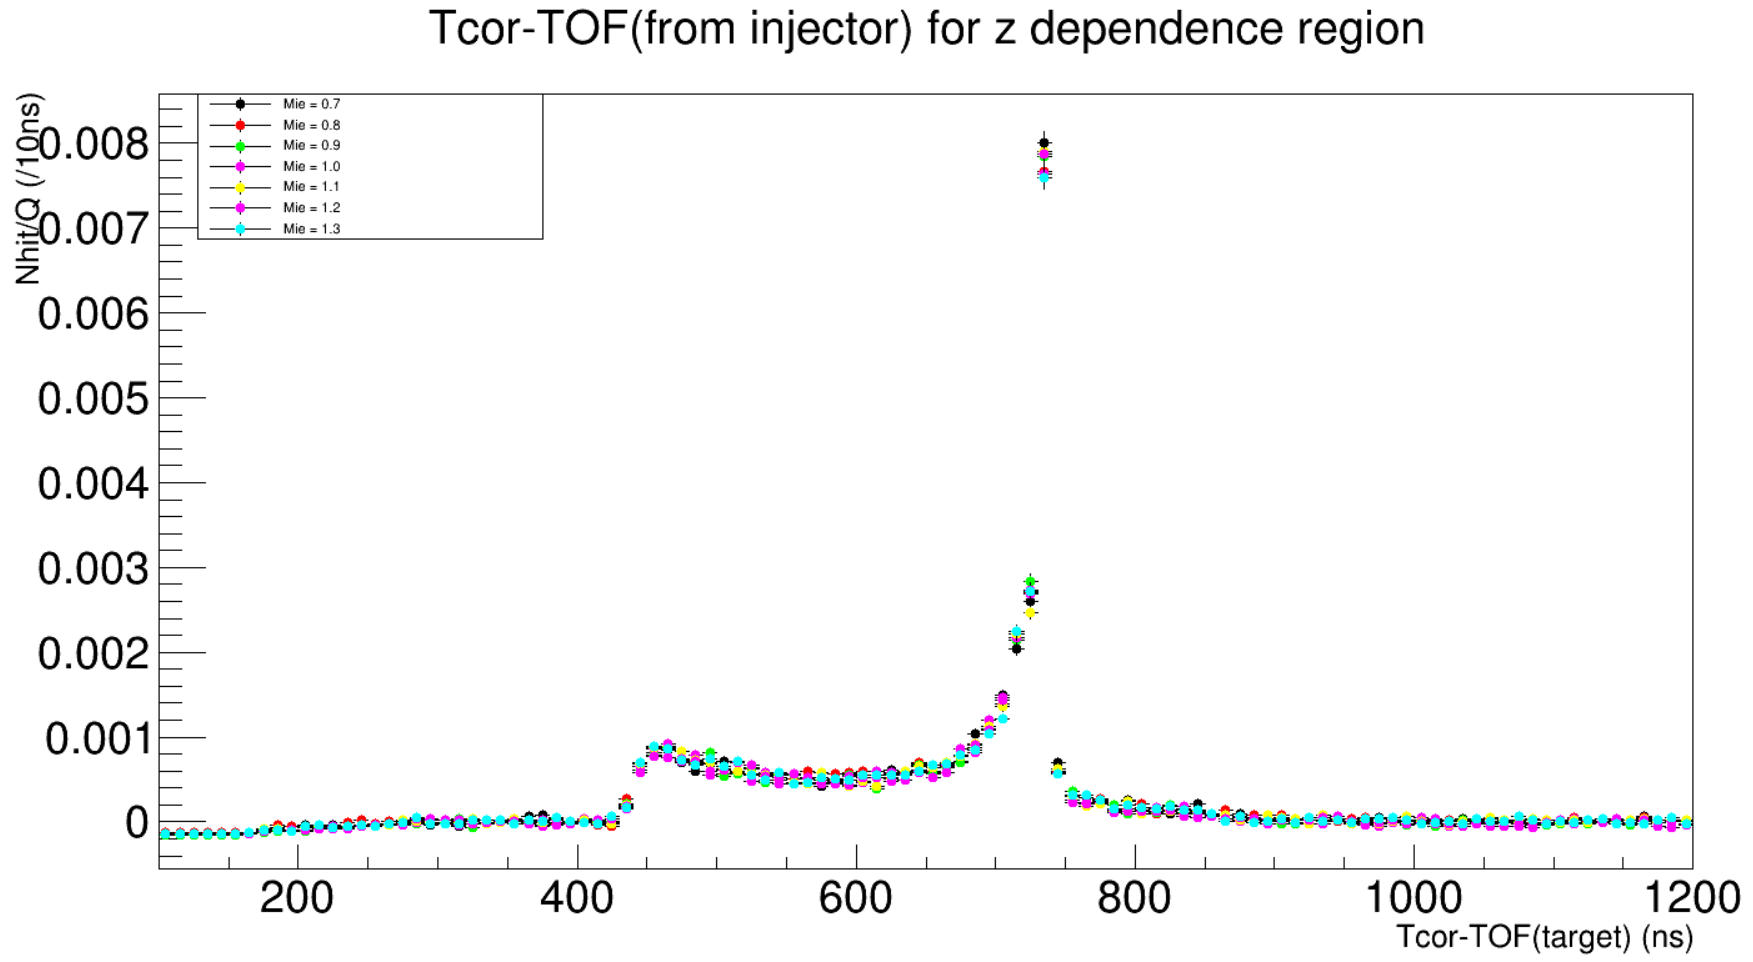 Tcor-TOF(from injector) for z dependence region
Nhit/Q (/10ns)
Mie = 0.7
Mie = 0.8
Mie = 0.9
Mie = 1.0
Mie = 1.1
Mie = 1.2
Mie = 1.3
0.008
0.007
0.006
0.005
0.004
0.003
0.002
0.001
0
200 400 600 800 1000 1200
Tcor-TOF(target) (ns)